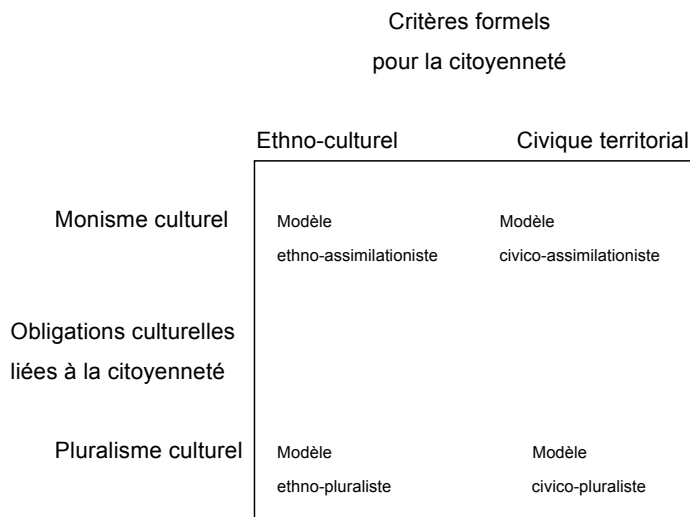 Critères formels
pour la citoyenneté
Ethno-culturel Civique territorial
Monisme culturel Modèle Modèle
ethno-assimilationiste civico-assimilationiste
Obligations culturelles
liées à la citoyenneté
Pluralisme culturel Modèle Modèle
ethno-pluraliste civico-pluraliste